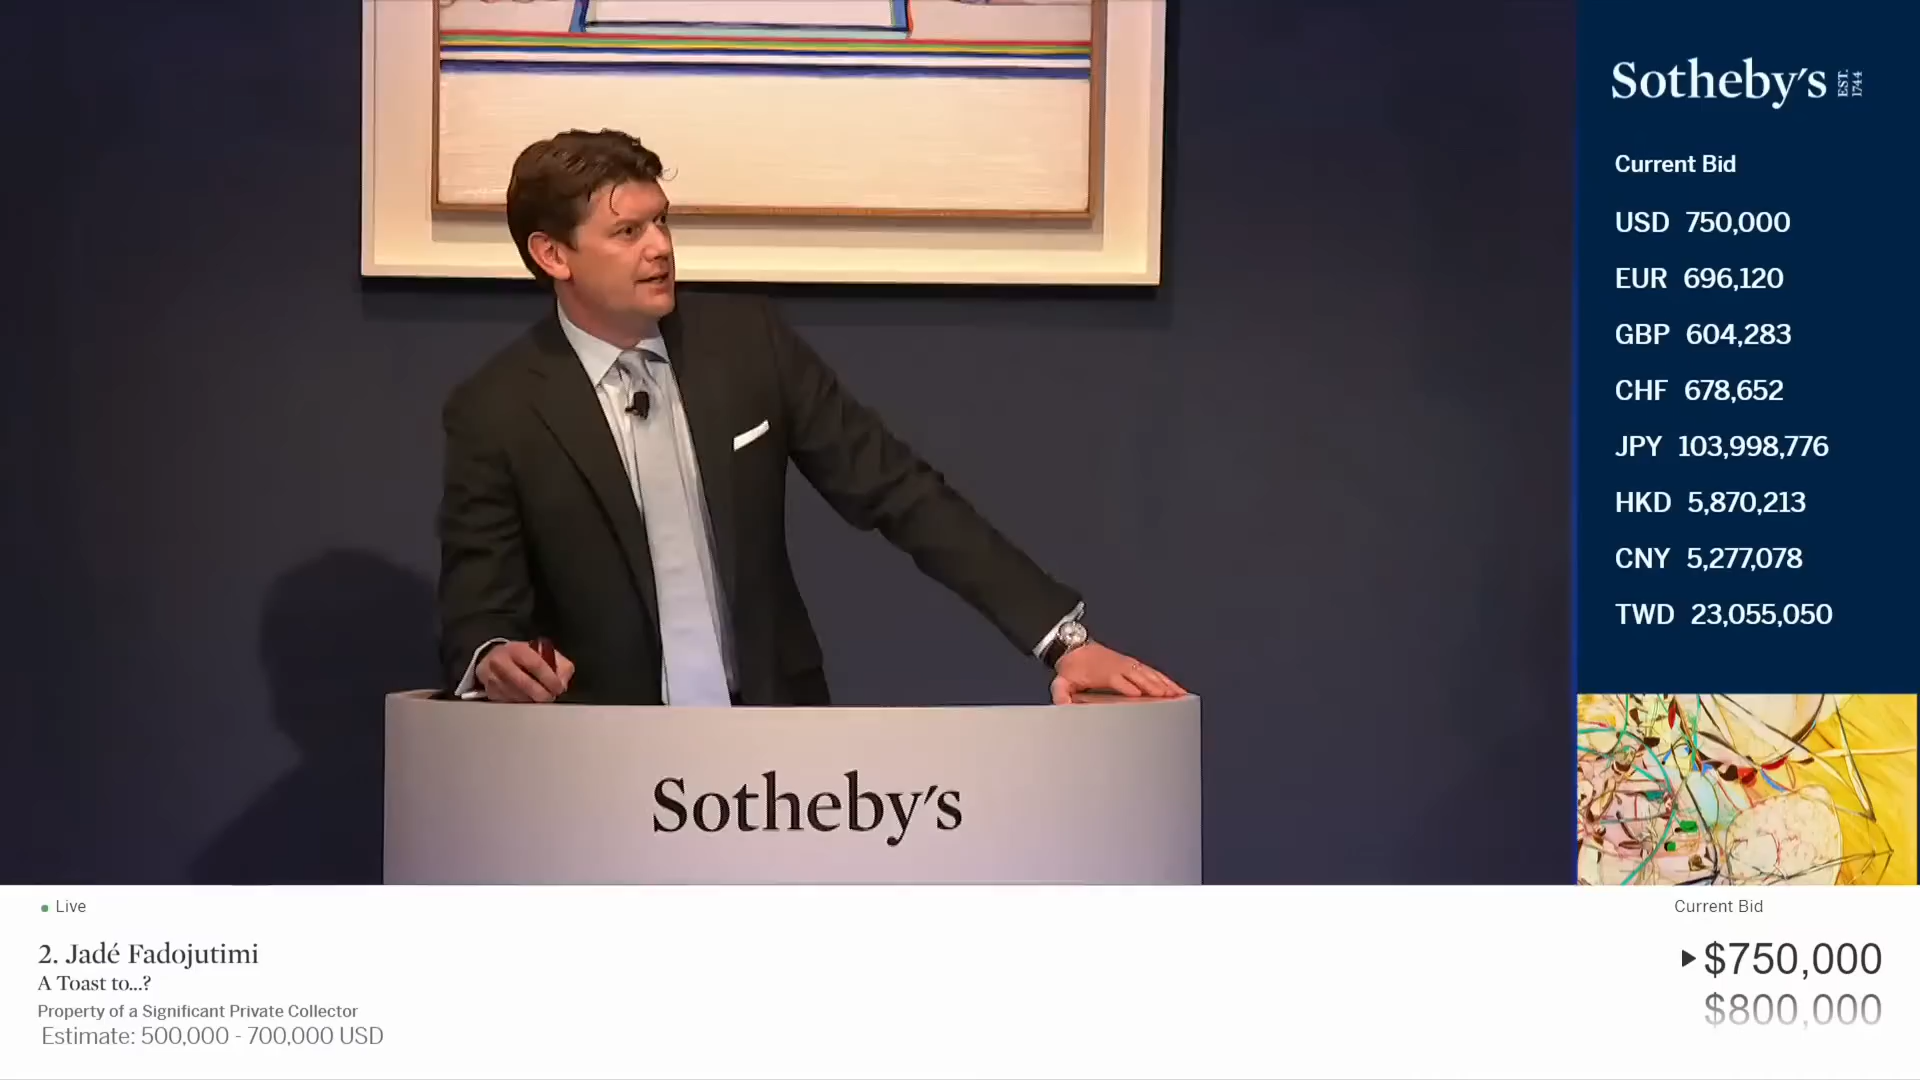 Sotheby's EST. 1744
Current Bid
USD 750,000
EUR 696,120
GBP 604,283
CHF 678,652
JPY 103,998,776
HKD 5,870,213
CNY 5,277,078
TWD 23,055,050
Sotheby's
Live
2. Jadé Fadojutimi
A Toast to...?
Property of a Significant Private Collector
Estimate: 500,000 - 700,000 USD
Current Bid
$750,000
$800,000